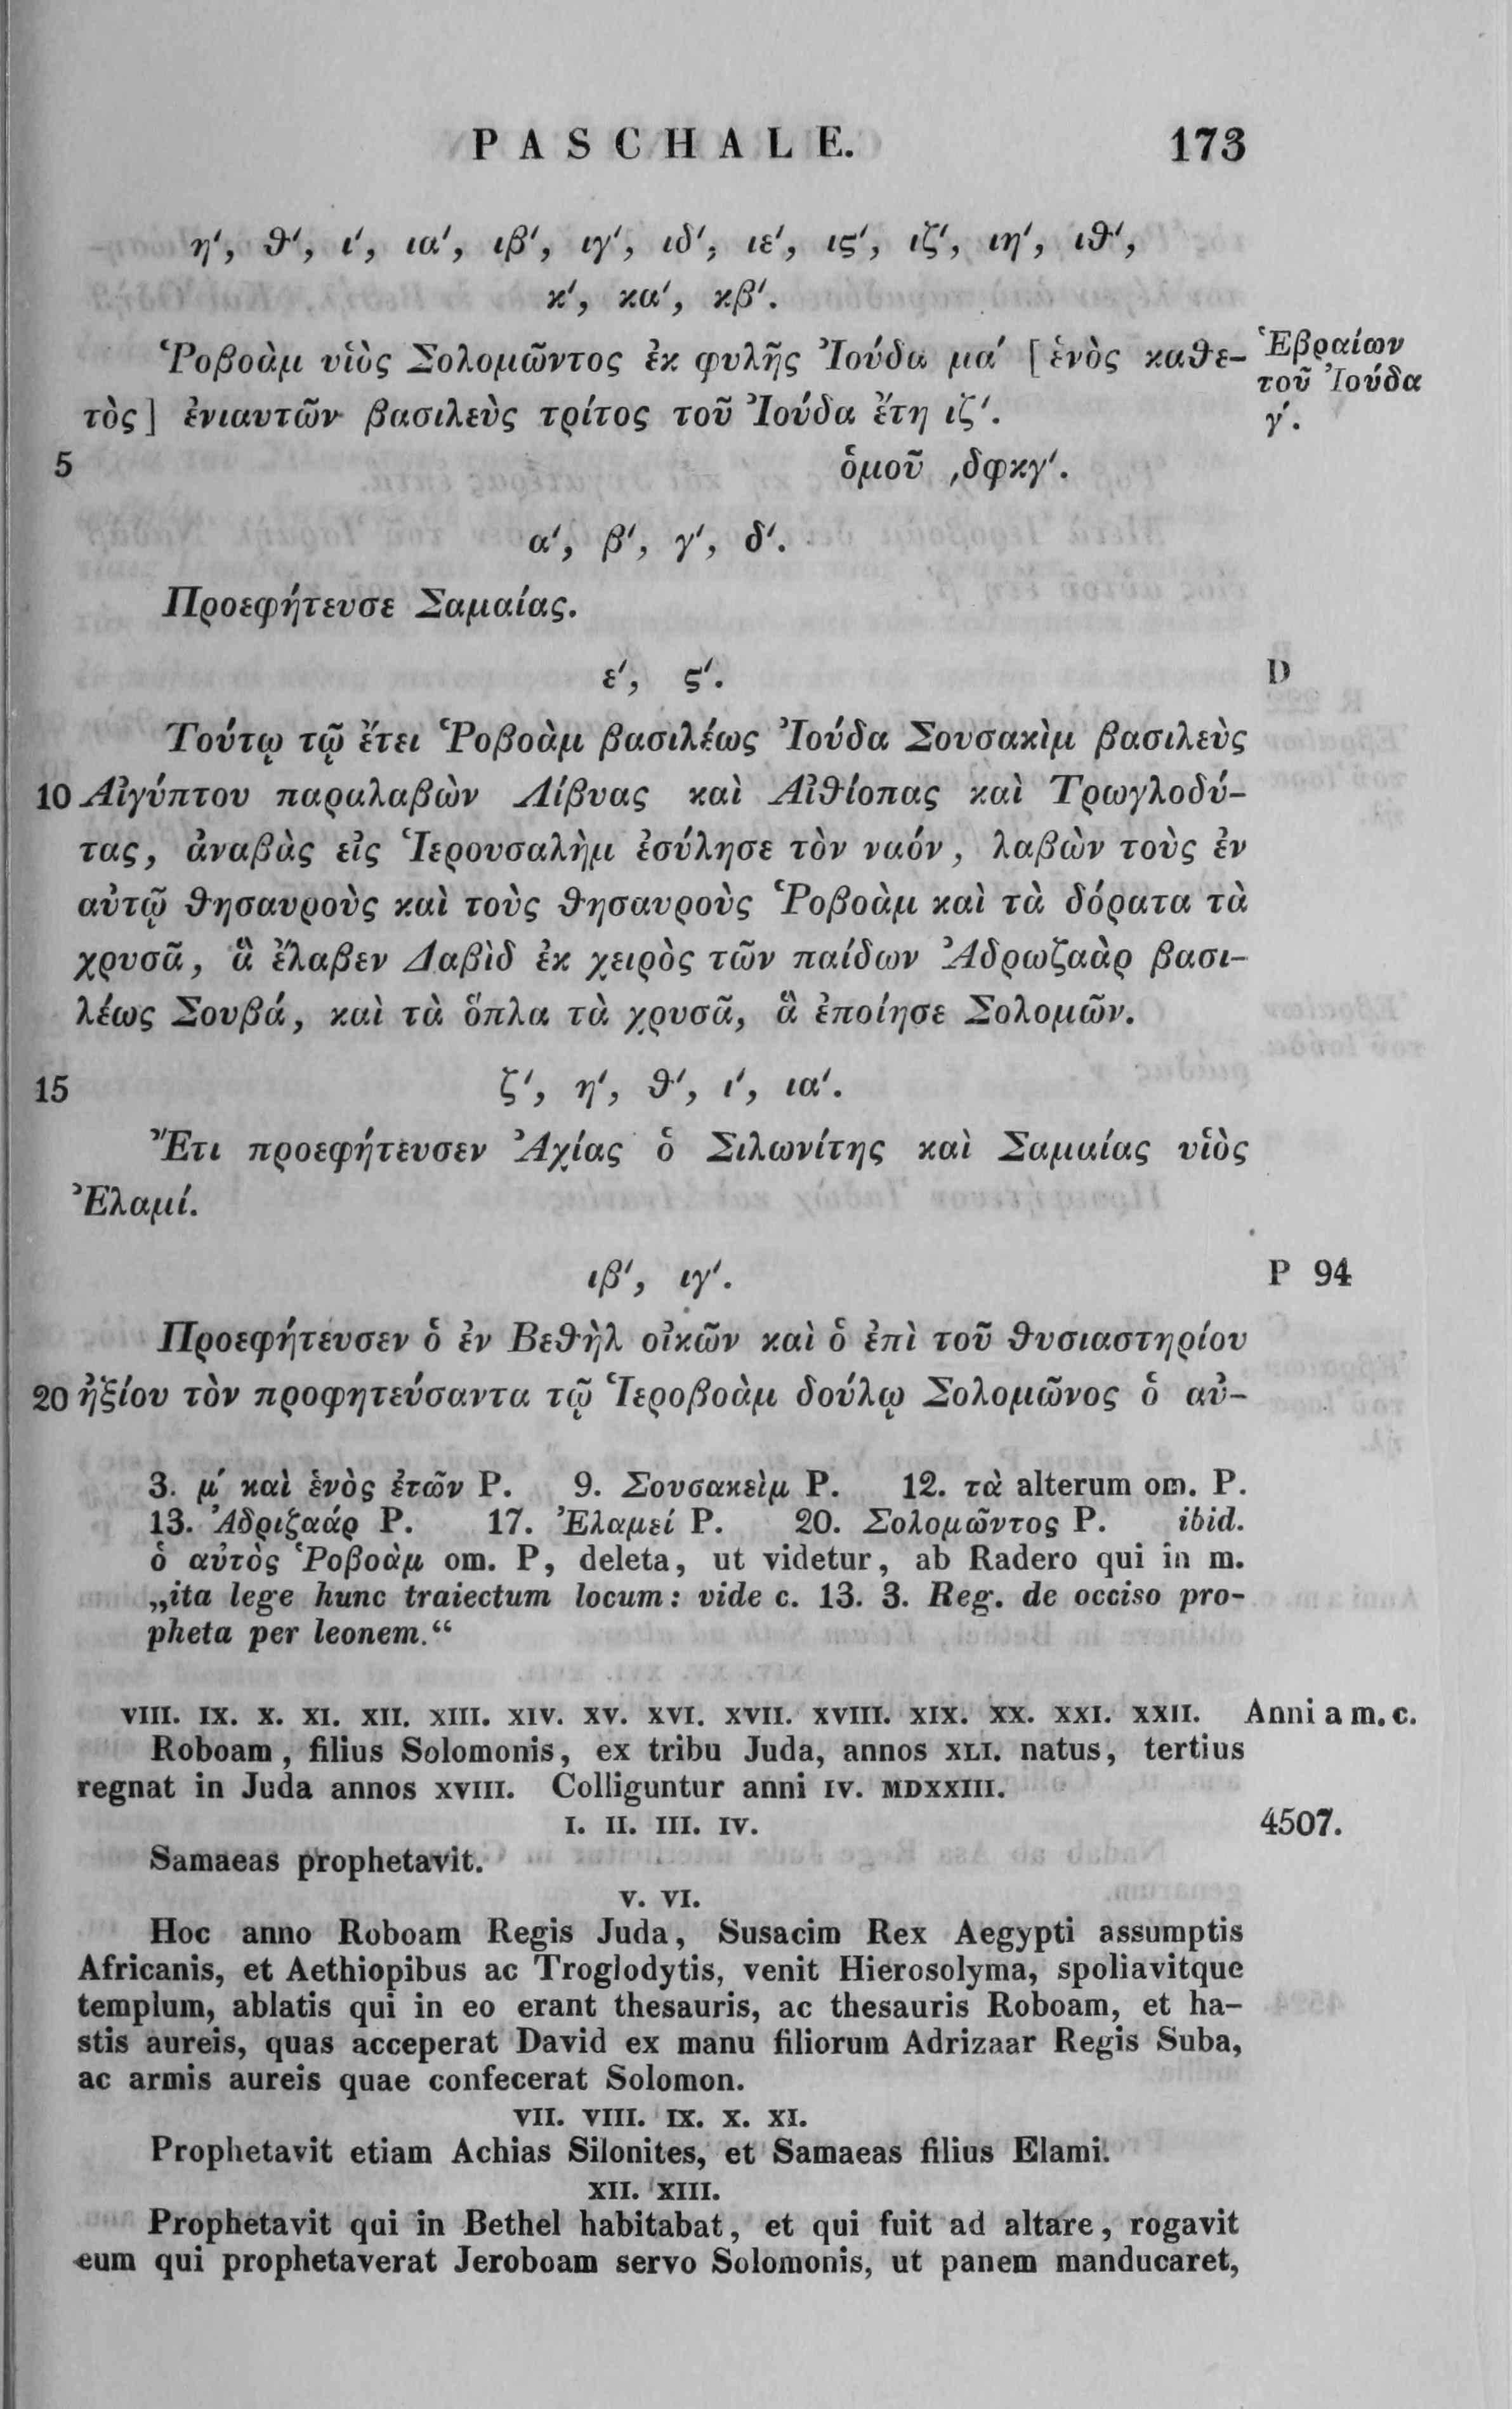 PASCHALE. 173
η′, θ′, ι′, ια′, ιβ′, ιγ′, ιδ′, ιε′, ις′, ιζ′, ιη′, ιθ′,
κ′, κα′, κβ′.
Ῥοβοὰμ υἱὸς Σολομῶντος ἐκ φυλῆς Ἰούδα μα′ [ἑνὸς καθε- Ἑβραίων
τὸς] ἐνιαυτῶν βασιλεὺς τρίτος τοῦ Ἰούδα ἔτη ιζ′. τοῦ Ἰούδα
γ′.
5 ὁμοῦ ͵δφκγ′.
α′, β′, γ′, δ′.
Προεφήτευσε Σαμαίας.
ε′, ς′. D
Τούτῳ τῷ ἔτει Ῥοβοὰμ βασιλέως Ἰούδα Σουσακὶμ βασιλεὺς
10 Αἰγύπτου παραλαβὼν Λίβυας καὶ Αἰθίοπας καὶ Τρωγλοδύ-
τας, ἀναβὰς εἰς Ἱερουσαλὴμ ἐσύλησε τὸν ναόν, λαβὼν τοὺς ἐν
αὐτῷ θησαυροὺς καὶ τοὺς θησαυροὺς Ῥοβοὰμ καὶ τὰ δόρατα τὰ
χρυσᾶ, ἃ ἔλαβεν Δαβὶδ ἐκ χειρὸς τῶν παίδων Ἀδρωζαὰρ βασι-
λέως Σουβά, καὶ τὰ ὅπλα τὰ χρυσᾶ, ἃ ἐποίησε Σολομῶν.
15 ζ′, η′, θ′, ι′, ια′.
Ἔτι προεφήτευσεν Ἀχίας ὁ Σιλωνίτης καὶ Σαμαίας υἱὸς
Ἐλαμί.
ιβ′, ιγ′. P 94
Προεφήτευσεν ὁ ἐν Βεθὴλ οἰκῶν καὶ ὁ ἐπὶ τοῦ θυσιαστηρίου
20 ἠξίου τὸν προφητεύσαντα τῷ Ἱεροβοὰμ δούλῳ Σολομῶνος ὁ αὐ-
3. μ′ καὶ ἑνὸς ἐτῶν P. 9. Σουσακεὶμ P. 12. τὰ alterum om. P.
13. Ἀδριζαάρ P. 17. Ἐλαμεί P. 20. Σολομῶντος P. ibid.
ὁ αὐτὸς Ῥοβοὰμ om. P, deleta, ut videtur, ab Radero qui in m.
„ita lege hunc traiectum locum: vide c. 13. 3. Reg. de occiso pro-
pheta per leonem.“
VIII. IX. X. XI. XII. XIII. XIV. XV. XVI. XVII. XVIII. XIX. XX. XXI. XXII. Anni a m. c.
Roboam, filius Solomonis, ex tribu Juda, annos XLI. natus, tertius
regnat in Juda annos XVIII. Colliguntur anni IV. MDXXIII.
I. II. III. IV. 4507.
Samaeas prophetavit.
V. VI.
Hoc anno Roboam Regis Juda, Susacim Rex Aegypti assumptis
Africanis, et Aethiopibus ac Troglodytis, venit Hierosolyma, spoliavitque
templum, ablatis qui in eo erant thesauris, ac thesauris Roboam, et ha-
stis aureis, quas acceperat David ex manu filiorum Adrizaar Regis Suba,
ac armis aureis quae confecerat Solomon.
VII. VIII. IX. X. XI.
Prophetavit etiam Achias Silonites, et Samaeas filius Elami.
XII. XIII.
Prophetavit qui in Bethel habitabat, et qui fuit ad altare, rogavit
eum qui prophetaverat Jeroboam servo Solomonis, ut panem manducaret,